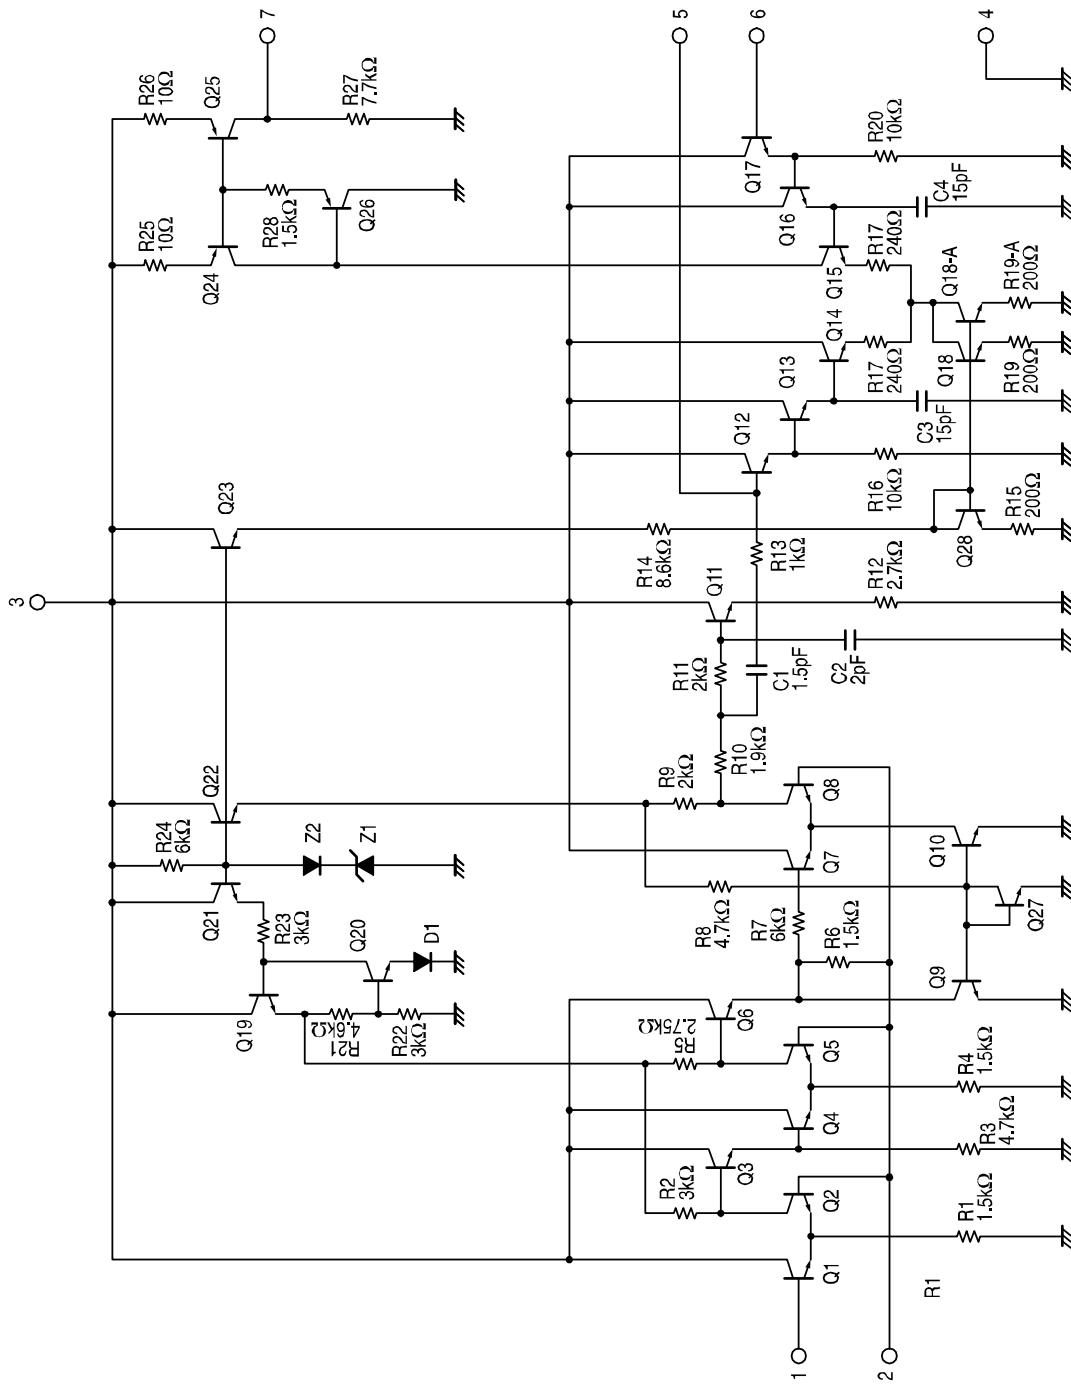 3
7
5
6
4
1
2
R26
10Ω
Q25
R27
7.7kΩ
R25
10Ω
Q24
R28
1.5kΩ
Q26
Q23
Q22
R24
6kΩ
Z2
Z1
Q21
R23
3kΩ
Q20
D1
Q19
R21
4.6kΩ
R22
3kΩ
Q17
R20
10kΩ
Q16
C4
15pF
Q15
R17
240Ω
Q18-A
R19-A
200Ω
Q14
R17
240Ω
Q18
R19
200Ω
Q13
C3
15pF
Q12
R16
10kΩ
R15
200Ω
Q28
R14
8.6kΩ
R13
1kΩ
Q11
R12
2.7kΩ
R11
2kΩ
C1
1.5pF
C2
2pF
R10
1.9kΩ
R9
2kΩ
Q8
Q7
Q10
R8
4.7kΩ
R7
6kΩ
R6
1.5kΩ
Q27
Q9
Q6
R5
2.75kΩ
Q5
R4
1.5kΩ
Q4
R3
4.7kΩ
Q3
R2
3kΩ
Q2
R1
1.5kΩ
Q1
R1